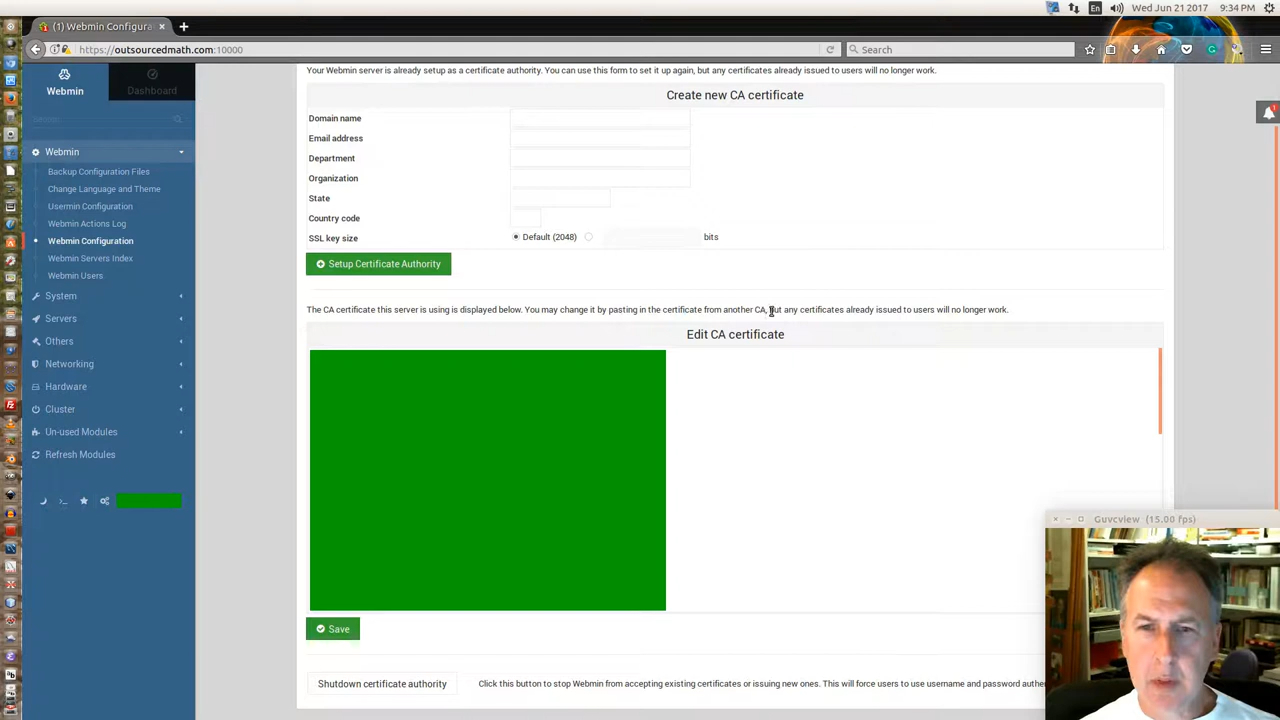 En
Wed Jun 21 2017
9:34 PM
(1) Webmin Configura
https://outsourcedmath.com:10000
Search
Webmin
Dashboard
Webmin
Backup Configuration Files
Change Language and Theme
Usermin Configuration
Webmin Actions Log
Webmin Configuration
Webmin Servers Index
Webmin Users
System
Servers
Others
Networking
Hardware
Cluster
Un-used Modules
Refresh Modules
Your Webmin server is already setup as a certificate authority. You can use this form to set it up again, but any certificates already issued to users will no longer work.
Create new CA certificate
Domain name
Email address
Department
Organization
State
Country code
SSL key size
Default (2048)
bits
Setup Certificate Authority
The CA certificate this server is using is displayed below. You may change it by pasting in the certificate from another CA, but any certificates already issued to users will no longer work.
Edit CA certificate
Save
Shutdown certificate authority
Click this button to stop Webmin from accepting existing certificates or issuing new ones. This will force users to use username and password authe
Guvcview (15.00 fps)